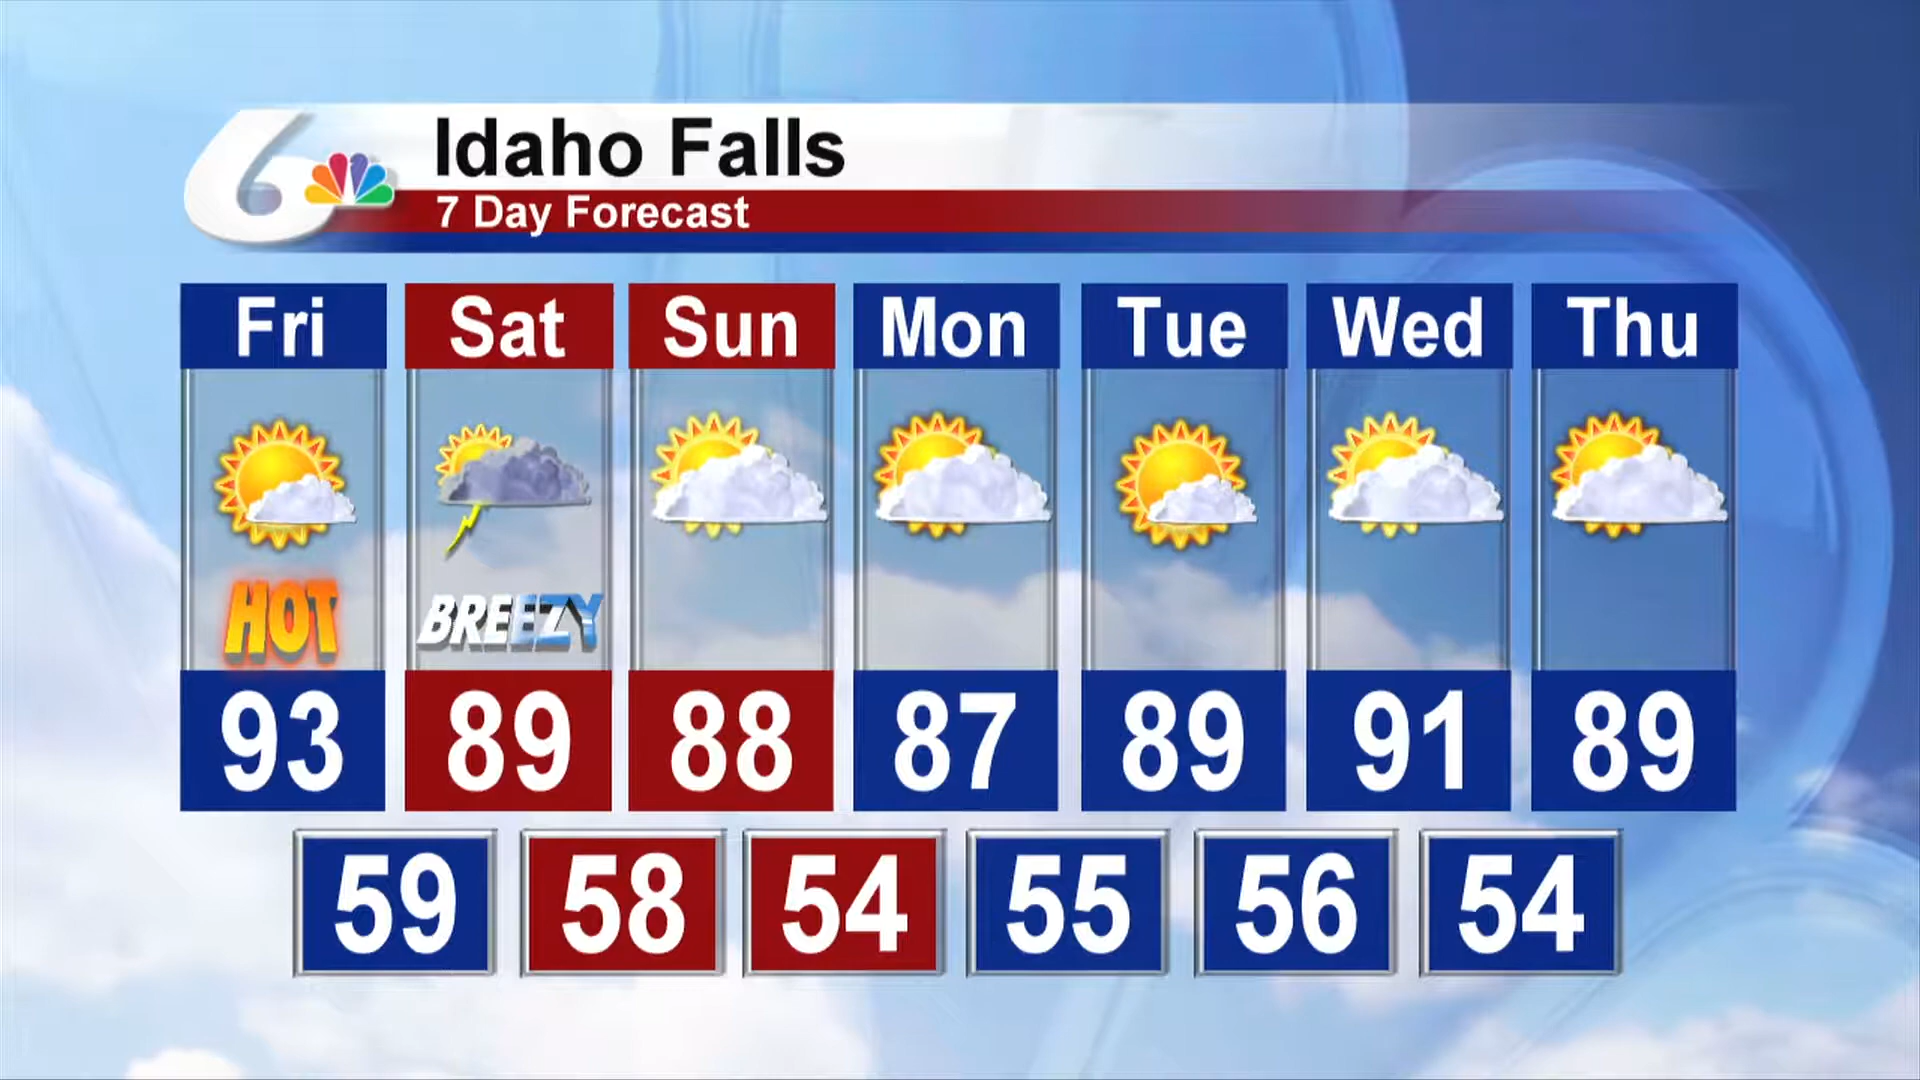 6
Idaho Falls
7 Day Forecast
Fri Sat Sun Mon Tue Wed Thu
HOT BREEZY
93 89 88 87 89 91 89
59 58 54 55 56 54